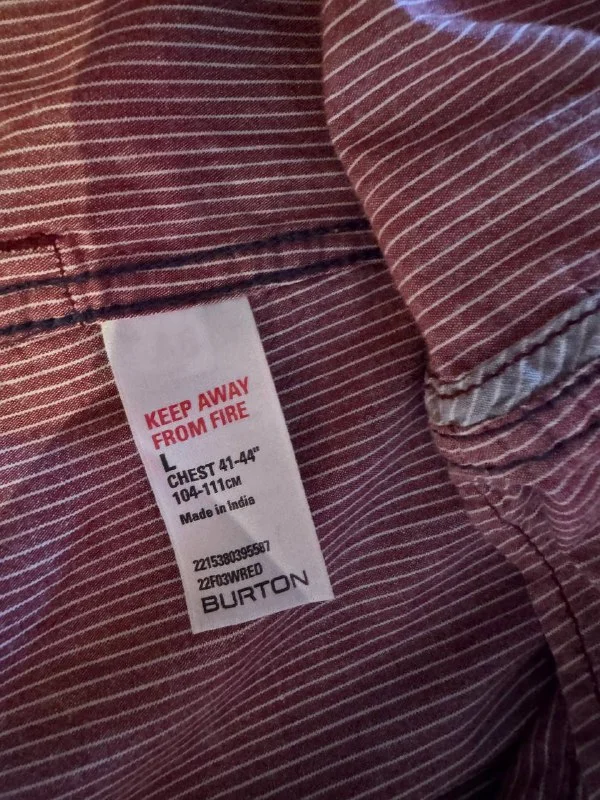 KEEP AWAY
FROM FIRE
L
CHEST 41-44"
104-111CM
Made in India
2215380395587
22F03WRED
BURTON